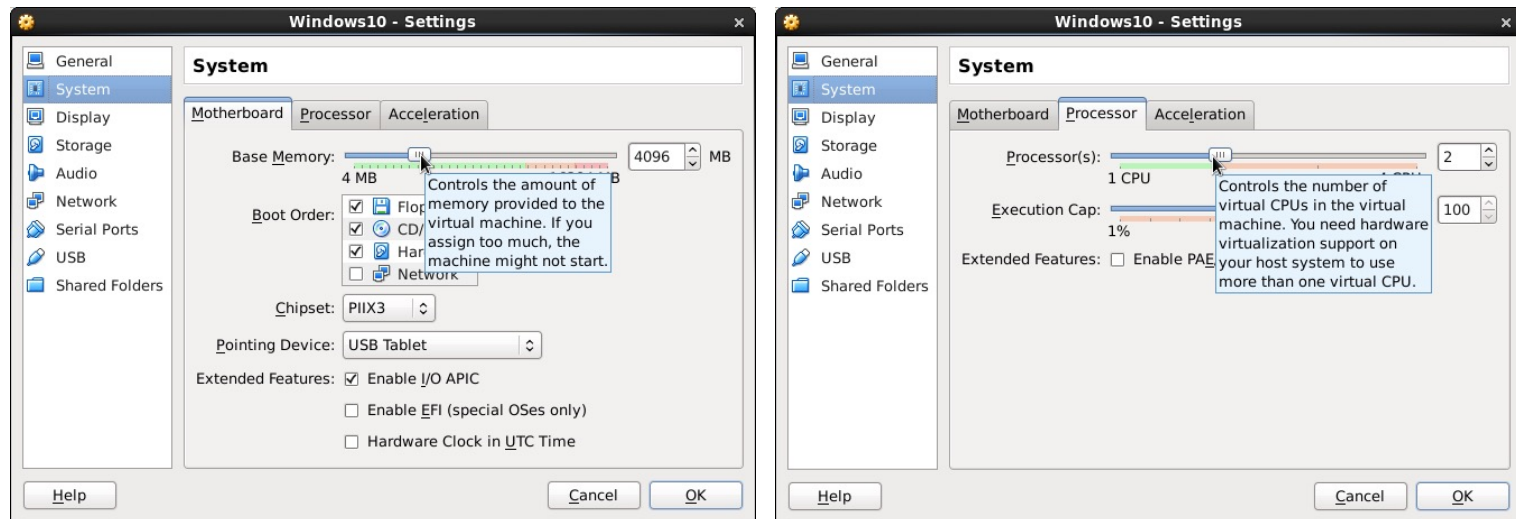 Windows10 - Settings
General
System
Display
Storage
Audio
Network
Serial Ports
USB
Shared Folders
System
Motherboard Processor Acceleration
Base Memory: 4096 MB
4 MB
Controls the amount of
memory provided to the
virtual machine. If you
assign too much, the
machine might not start.
Boot Order:
Network
Chipset: PIIX3
Pointing Device: USB Tablet
Extended Features: Enable I/O APIC
Enable EFI (special OSes only)
Hardware Clock in UTC Time
Help Cancel OK
Windows10 - Settings
General
System
Display
Storage
Audio
Network
Serial Ports
USB
Shared Folders
System
Motherboard Processor Acceleration
Processor(s): 2
1 CPU
Controls the number of
virtual CPUs in the virtual
machine. You need hardware
virtualization support on
your host system to use
more than one virtual CPU.
Execution Cap: 100
1%
Extended Features: Enable PAE
Help Cancel OK